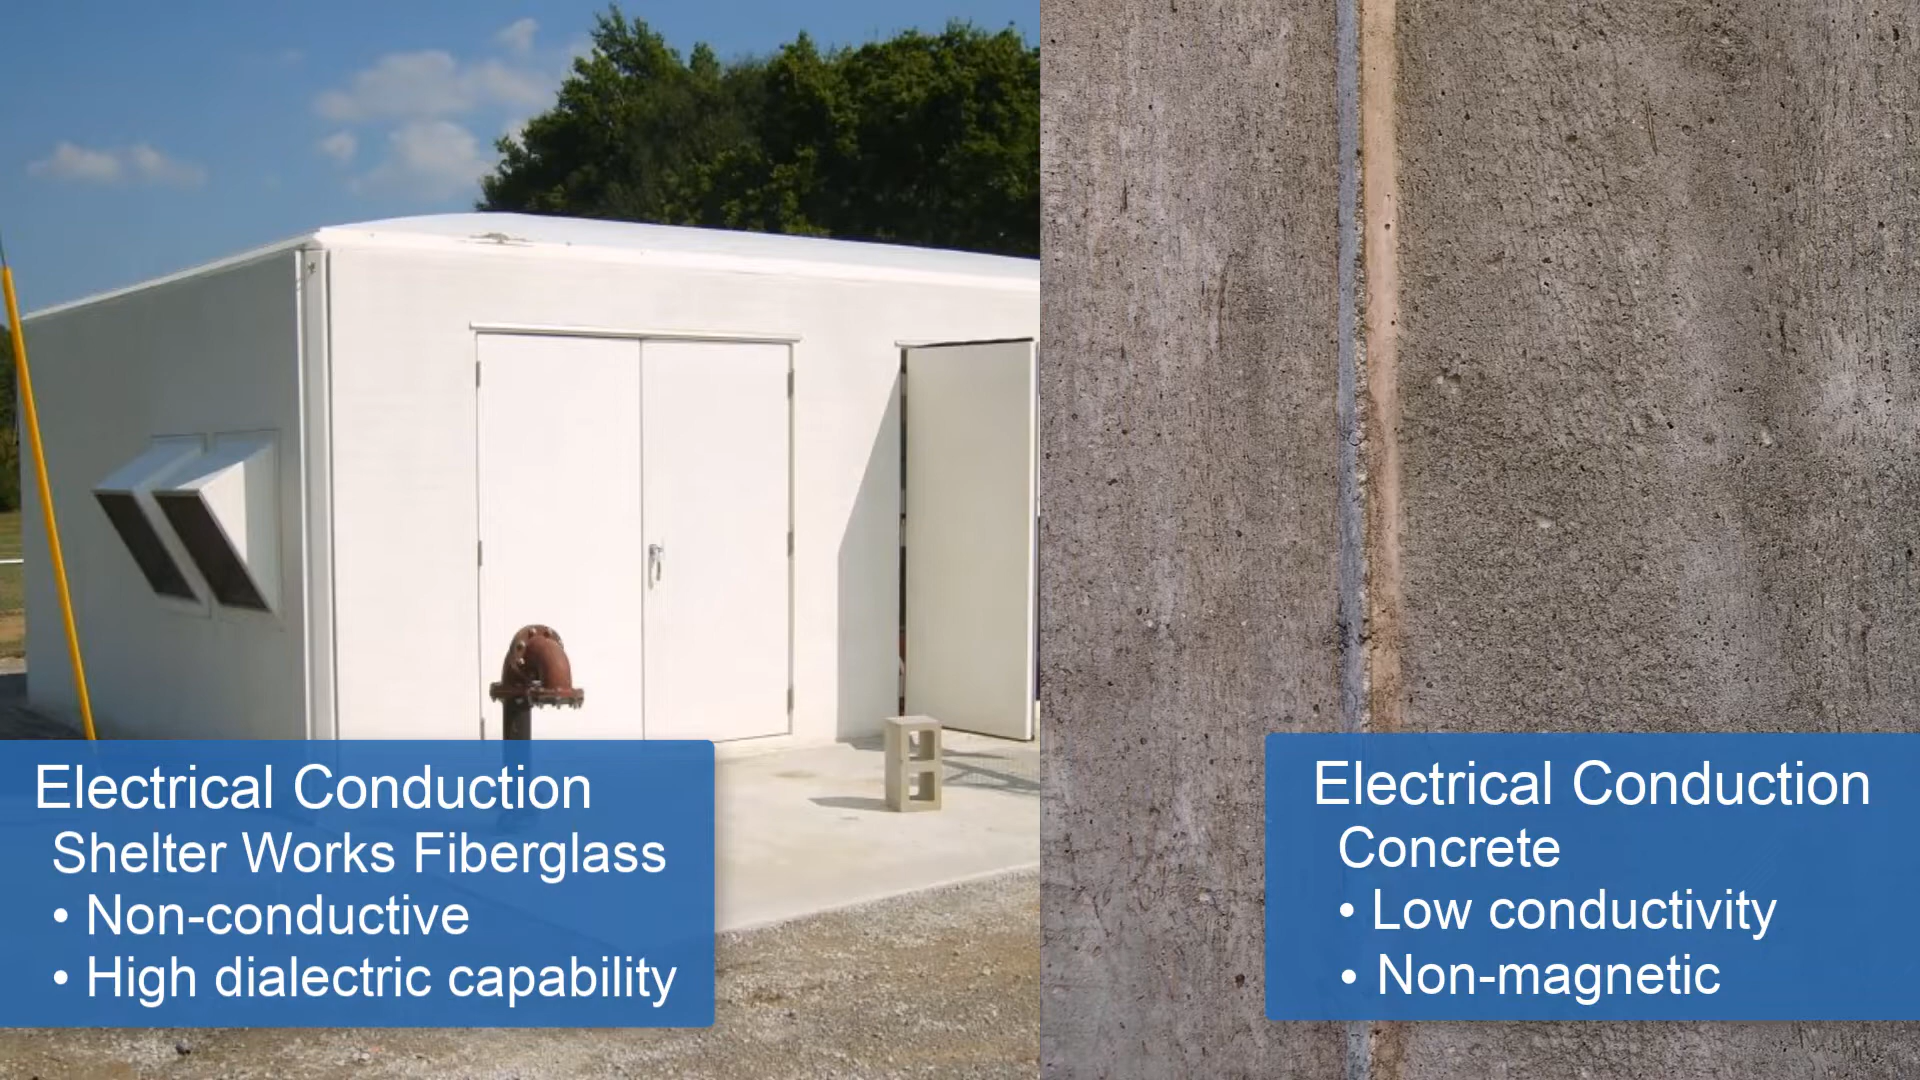 Electrical Conduction
Shelter Works Fiberglass
• Non-conductive
• High dialectric capability
Electrical Conduction
Concrete
• Low conductivity
• Non-magnetic